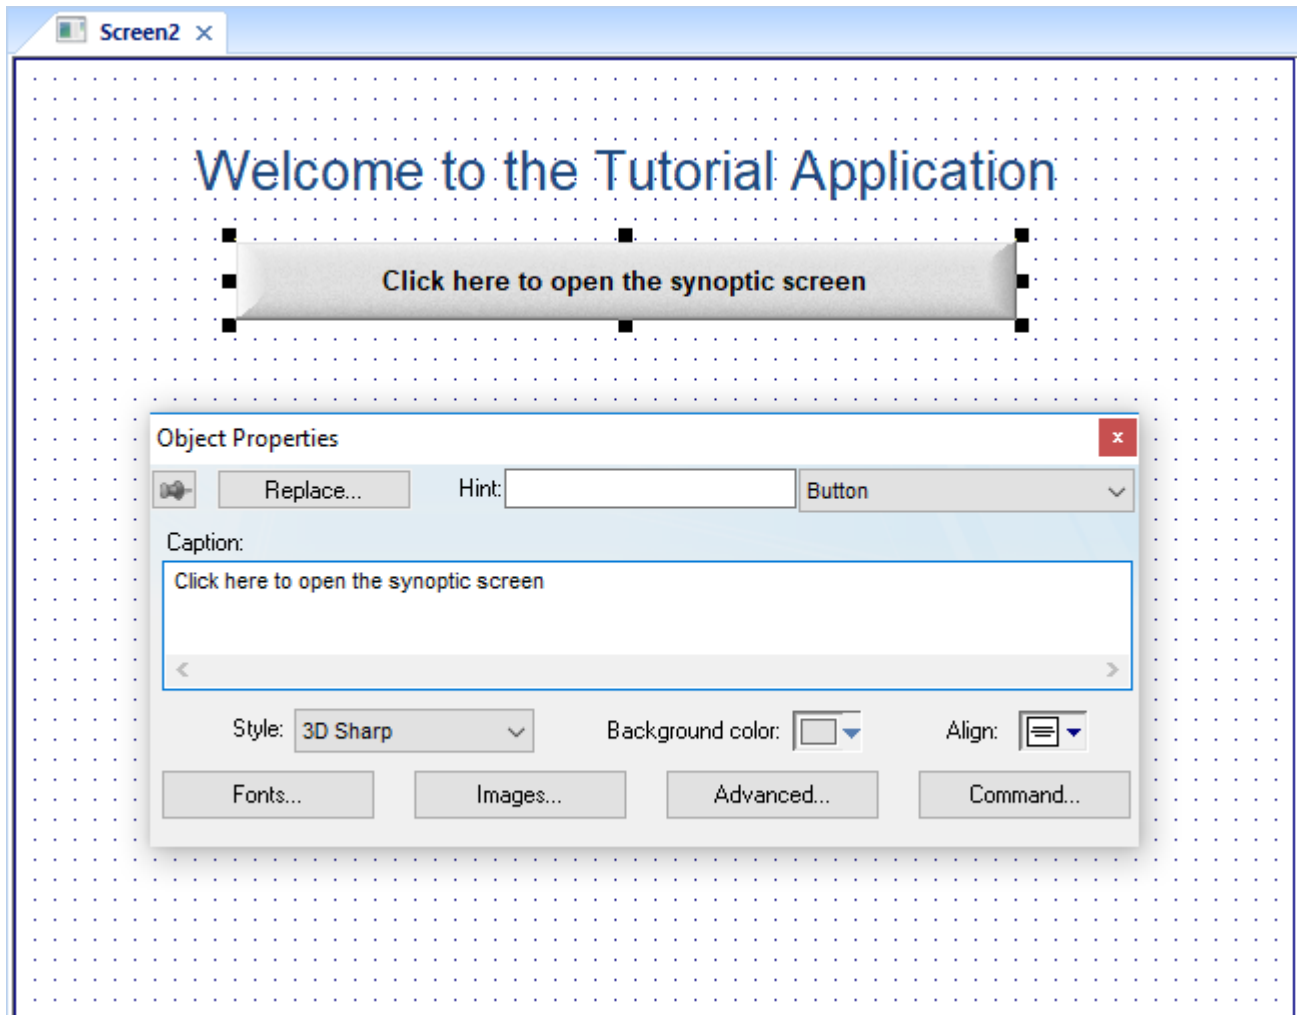 Screen2
Welcome to the Tutorial Application
Click here to open the synoptic screen
Object Properties
Replace... Hint: Button
Caption:
Click here to open the synoptic screen
Style: 3D Sharp Background color: Align:
Fonts... Images... Advanced... Command...